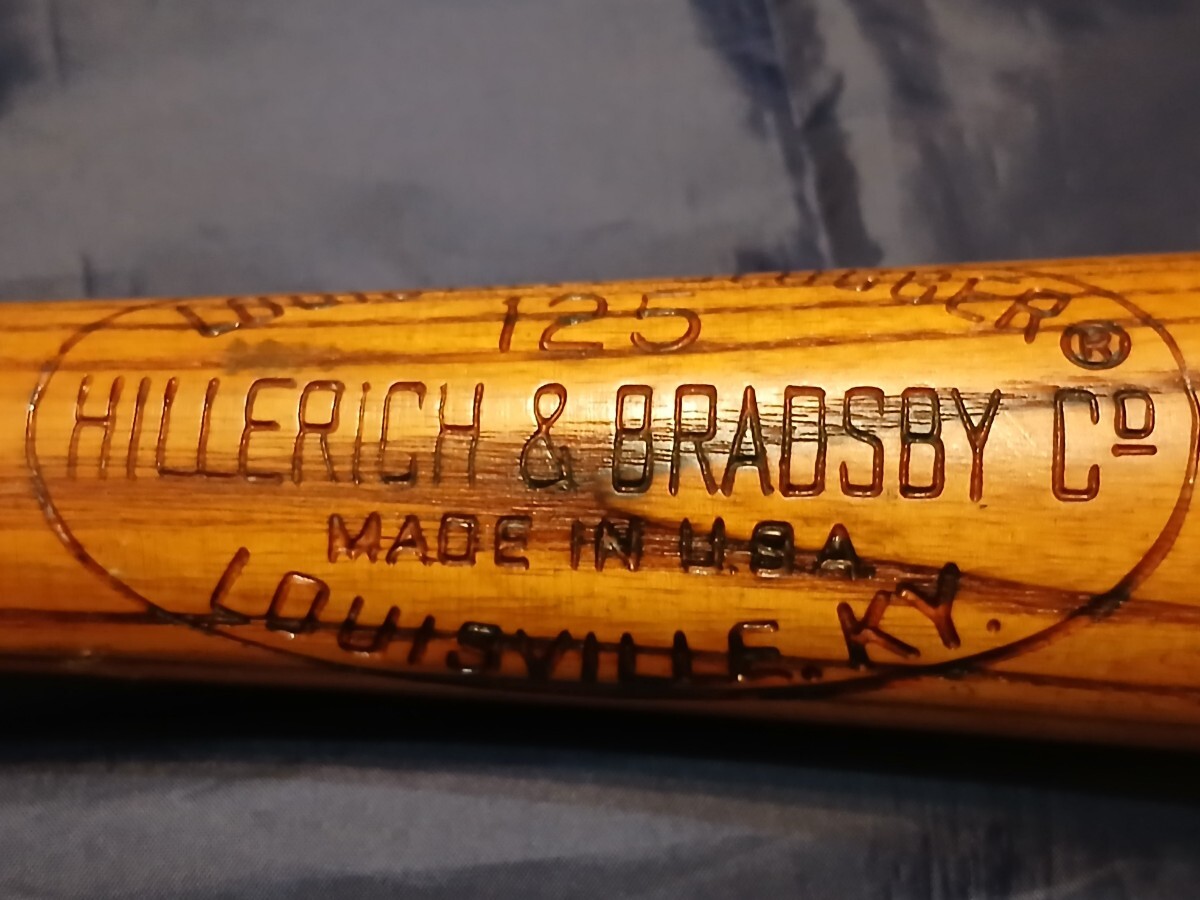 125
HILLERICH & BRADSBY Cº
MADE IN U.S.A
LOUISVILLE. KY.